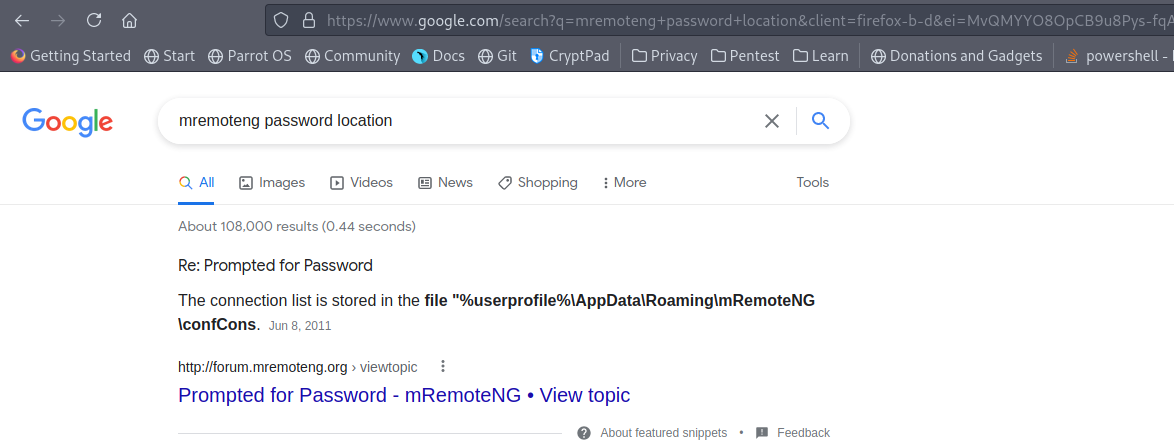 https://www.google.com/search?q=mremoteng+password+location&client=firefox-b-d&ei=MvQMYYO8OpCB9u8Pys-fqA
Getting Started Start Parrot OS Community Docs Git CryptPad Privacy Pentest Learn Donations and Gadgets powershell -
Google mremoteng password location
All Images Videos News Shopping More Tools
About 108,000 results (0.44 seconds)
Re: Prompted for Password
The connection list is stored in the file "%userprofile%\AppData\Roaming\mRemoteNG
\confCons. Jun 8, 2011
http://forum.mremoteng.org › viewtopic
Prompted for Password - mRemoteNG • View topic
About featured snippets • Feedback